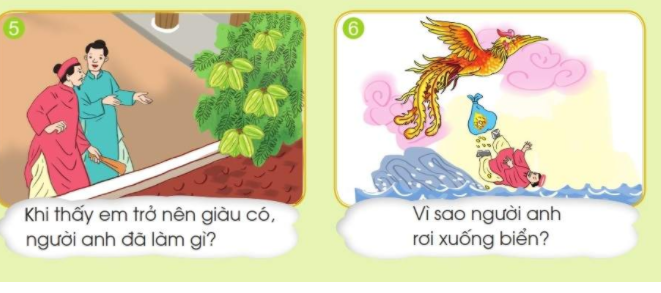 5
6
Khi thấy em trở nên giàu có,
người anh đã làm gì?
Vì sao người anh
rơi xuống biển?